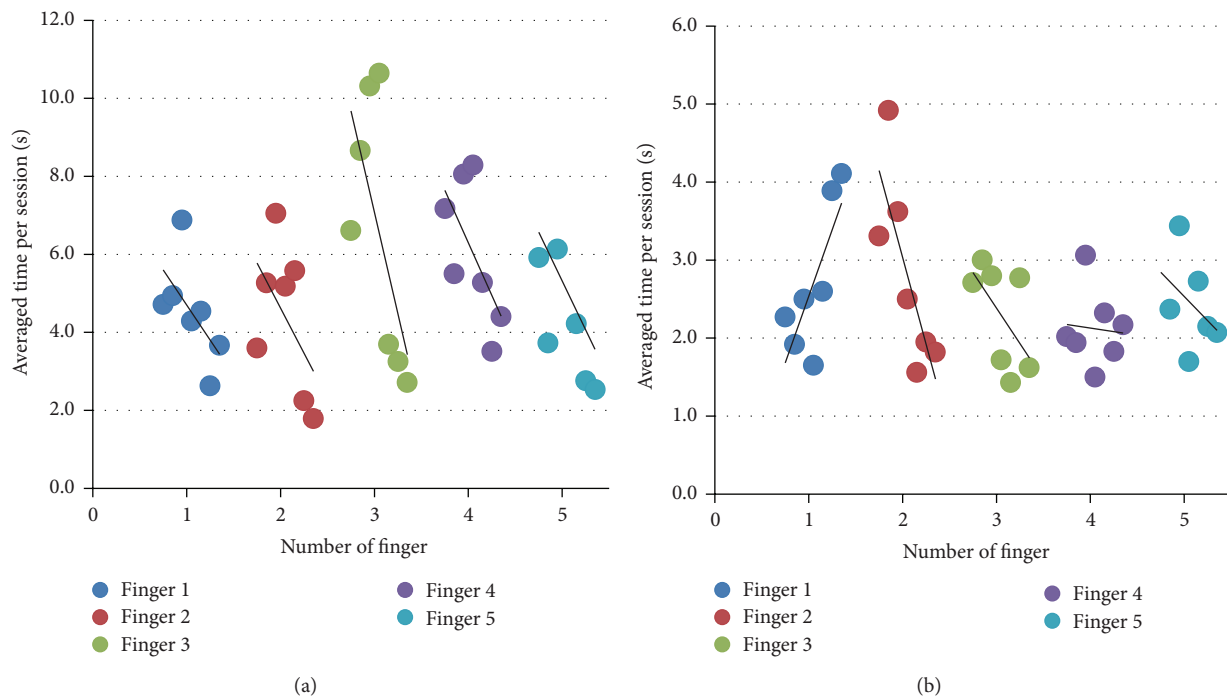 12.0
10.0
8.0
6.0
4.0
2.0
0.0
Averaged time per session (s)
0 1 2 3 4 5
Number of finger
Finger 1
Finger 2
Finger 3
Finger 4
Finger 5
(a)
6.0
5.0
4.0
3.0
2.0
1.0
0.0
Averaged time per session (s)
0 1 2 3 4 5
Number of finger
Finger 1
Finger 2
Finger 3
Finger 4
Finger 5
(b)